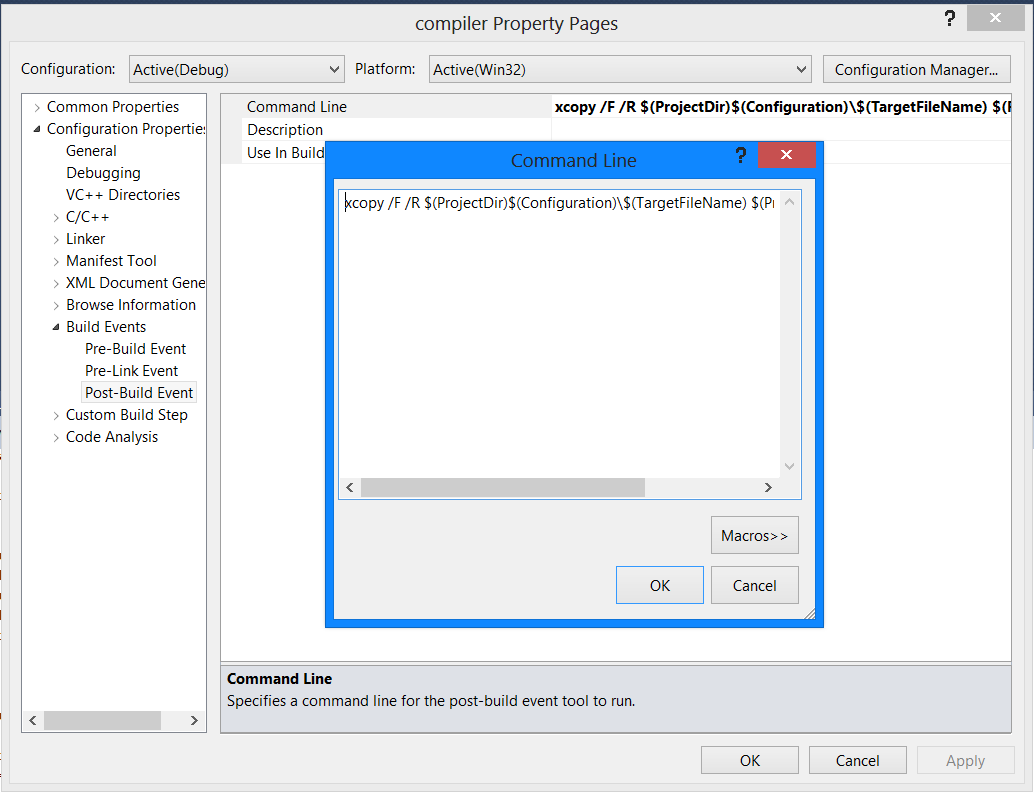 compiler Property Pages
?
Configuration: Active(Debug) Platform: Active(Win32) Configuration Manager...
Common Properties
Configuration Properties
General
Debugging
VC++ Directories
C/C++
Linker
Manifest Tool
XML Document Gene
Browse Information
Build Events
Pre-Build Event
Pre-Link Event
Post-Build Event
Custom Build Step
Code Analysis
Command Line xcopy /F /R $(ProjectDir)$(Configuration)\$(TargetFileName) $(
Description
Use In Build
Command Line
?
xcopy /F /R $(ProjectDir)$(Configuration)\$(TargetFileName) $(Pr
Macros>>
OK Cancel
Command Line
Specifies a command line for the post-build event tool to run.
OK Cancel Apply